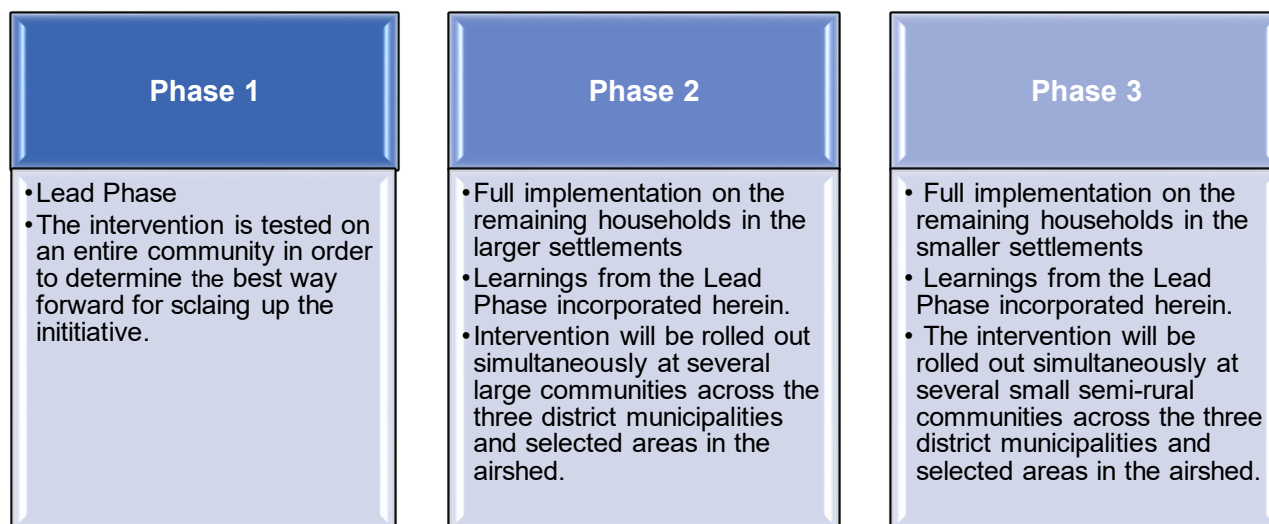 Phase 1
•Lead Phase
•The intervention is tested on
an entire community in order
to determine the best way
forward for sclaing up the
inititiative.
Phase 2
•Full implementation on the
remaining households in the
larger settlements
•Learnings from the Lead
Phase incorporated herein.
•Intervention will be rolled out
simultaneously at several
large communities across the
three district municipalities
and selected areas in the
airshed.
Phase 3
• Full implementation on the
remaining households in the
smaller settlements
• Learnings from the Lead
Phase incorporated herein.
• The intervention will be
rolled out simultaneously at
several small semi-rural
communities across the three
district municipalities and
selected areas in the airshed.